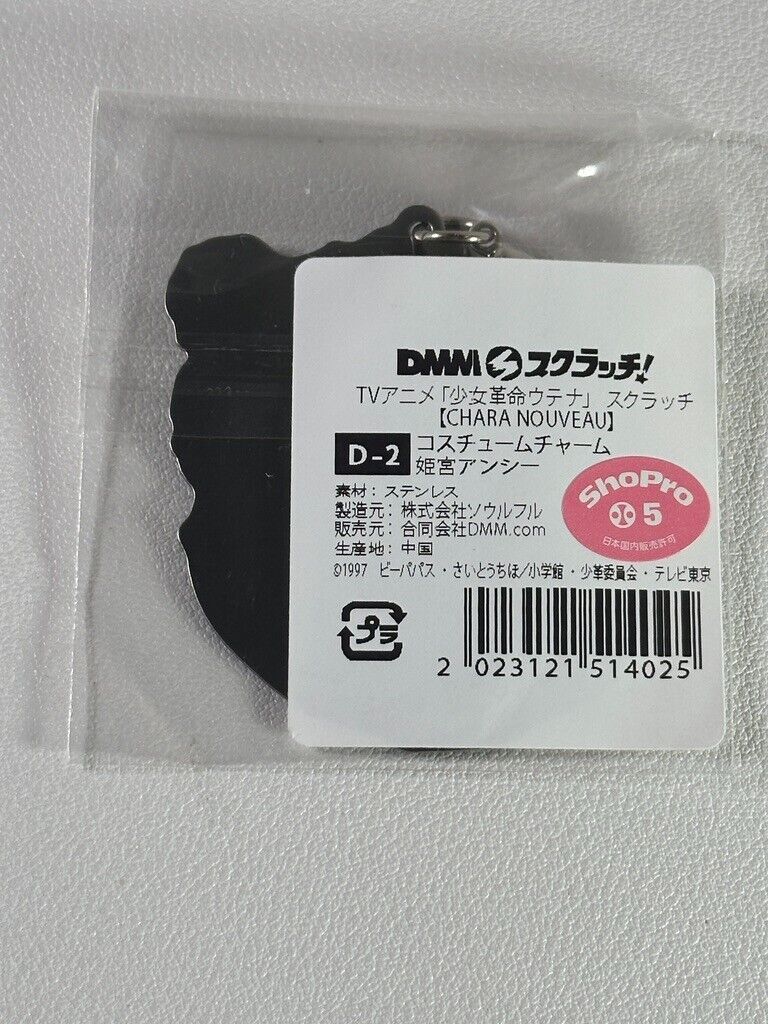 DMM スクラッチ!
TVアニメ「少女革命ウテナ」 スクラッチ
【CHARA NOUVEAU】
D-2 コスチュームチャーム
姫宮アンシー
素材：ステンレス
製造元：株式会社ソウルフル
販売元：合同会社DMM.com
生産地：中国
ShoPro
5
日本国内販売許可
©1997 ビーパパス・さいとうちほ／小学館・少革委員会・テレビ東京
プラ
2 023121 514025